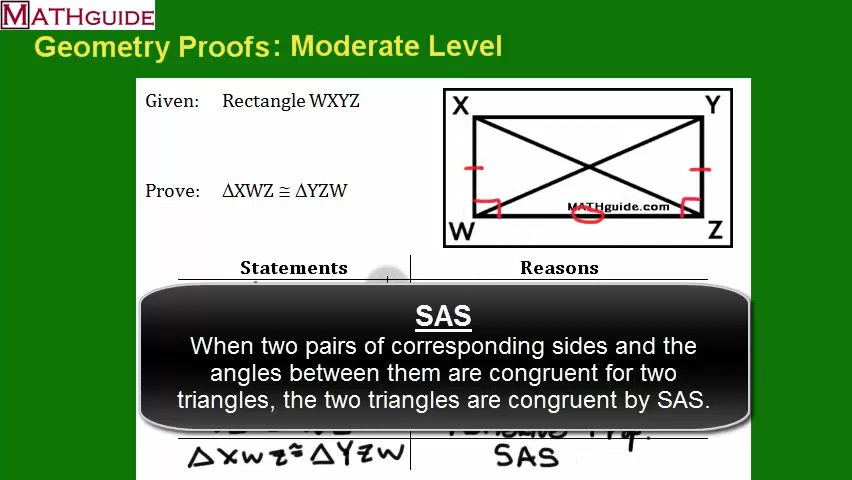 MATHGUIDE
Geometry Proofs: Moderate Level
Given: Rectangle WXYZ
Prove: ΔXWZ ≅ ΔYZW
X Y
MATHguide.com
W Z
Statements Reasons
SAS
When two pairs of corresponding sides and the
angles between them are congruent for two
triangles, the two triangles are congruent by SAS.
Prop.
ΔXWZ ≅ ΔYZW SAS